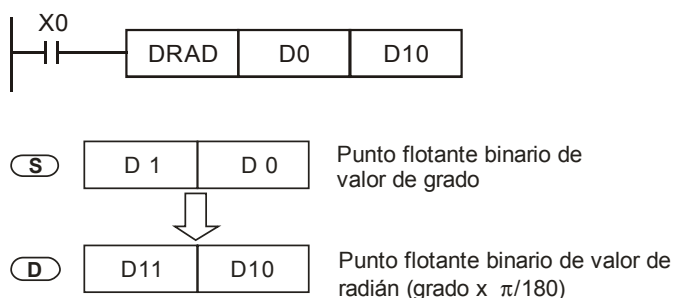 X0
DRAD D0 D10
S D 1 D 0 Punto flotante binario de
valor de grado
D D11 D10 Punto flotante binario de valor de
radián (grado x π/180)